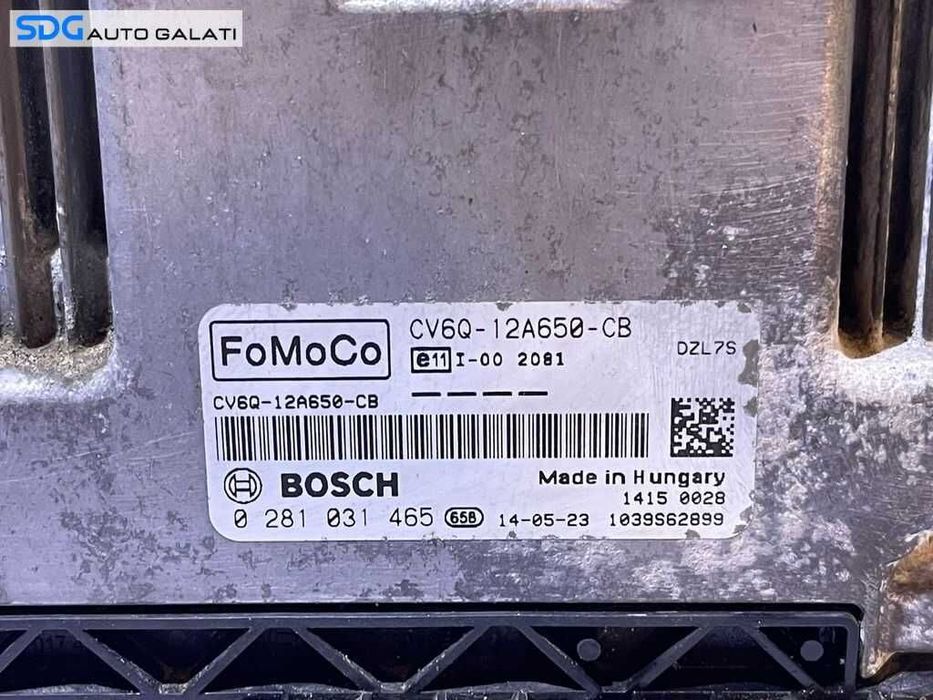 SDG AUTO GALATI
FoMoCo
CV6Q-12A650-CB
e11 I-00 2081
DZL7S
CV6Q-12A650-CB
BOSCH
Made in Hungary
1415 0028
0 281 031 465 65B 14-05-23 1039S62899